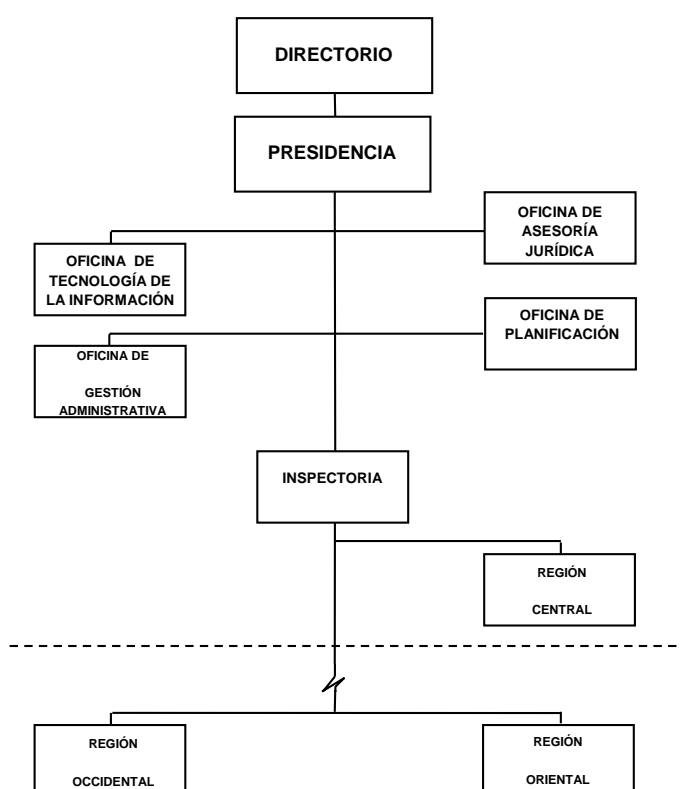 DIRECTORIO
PRESIDENCIA
OFICINA DE
ASESORÍA
JURÍDICA
OFICINA DE
TECNOLOGÍA DE
LA INFORMACIÓN
OFICINA DE
PLANIFICACIÓN
OFICINA DE
GESTIÓN
ADMINISTRATIVA
INSPECTORIA
REGIÓN
CENTRAL
REGIÓN
OCCIDENTAL
REGIÓN
ORIENTAL